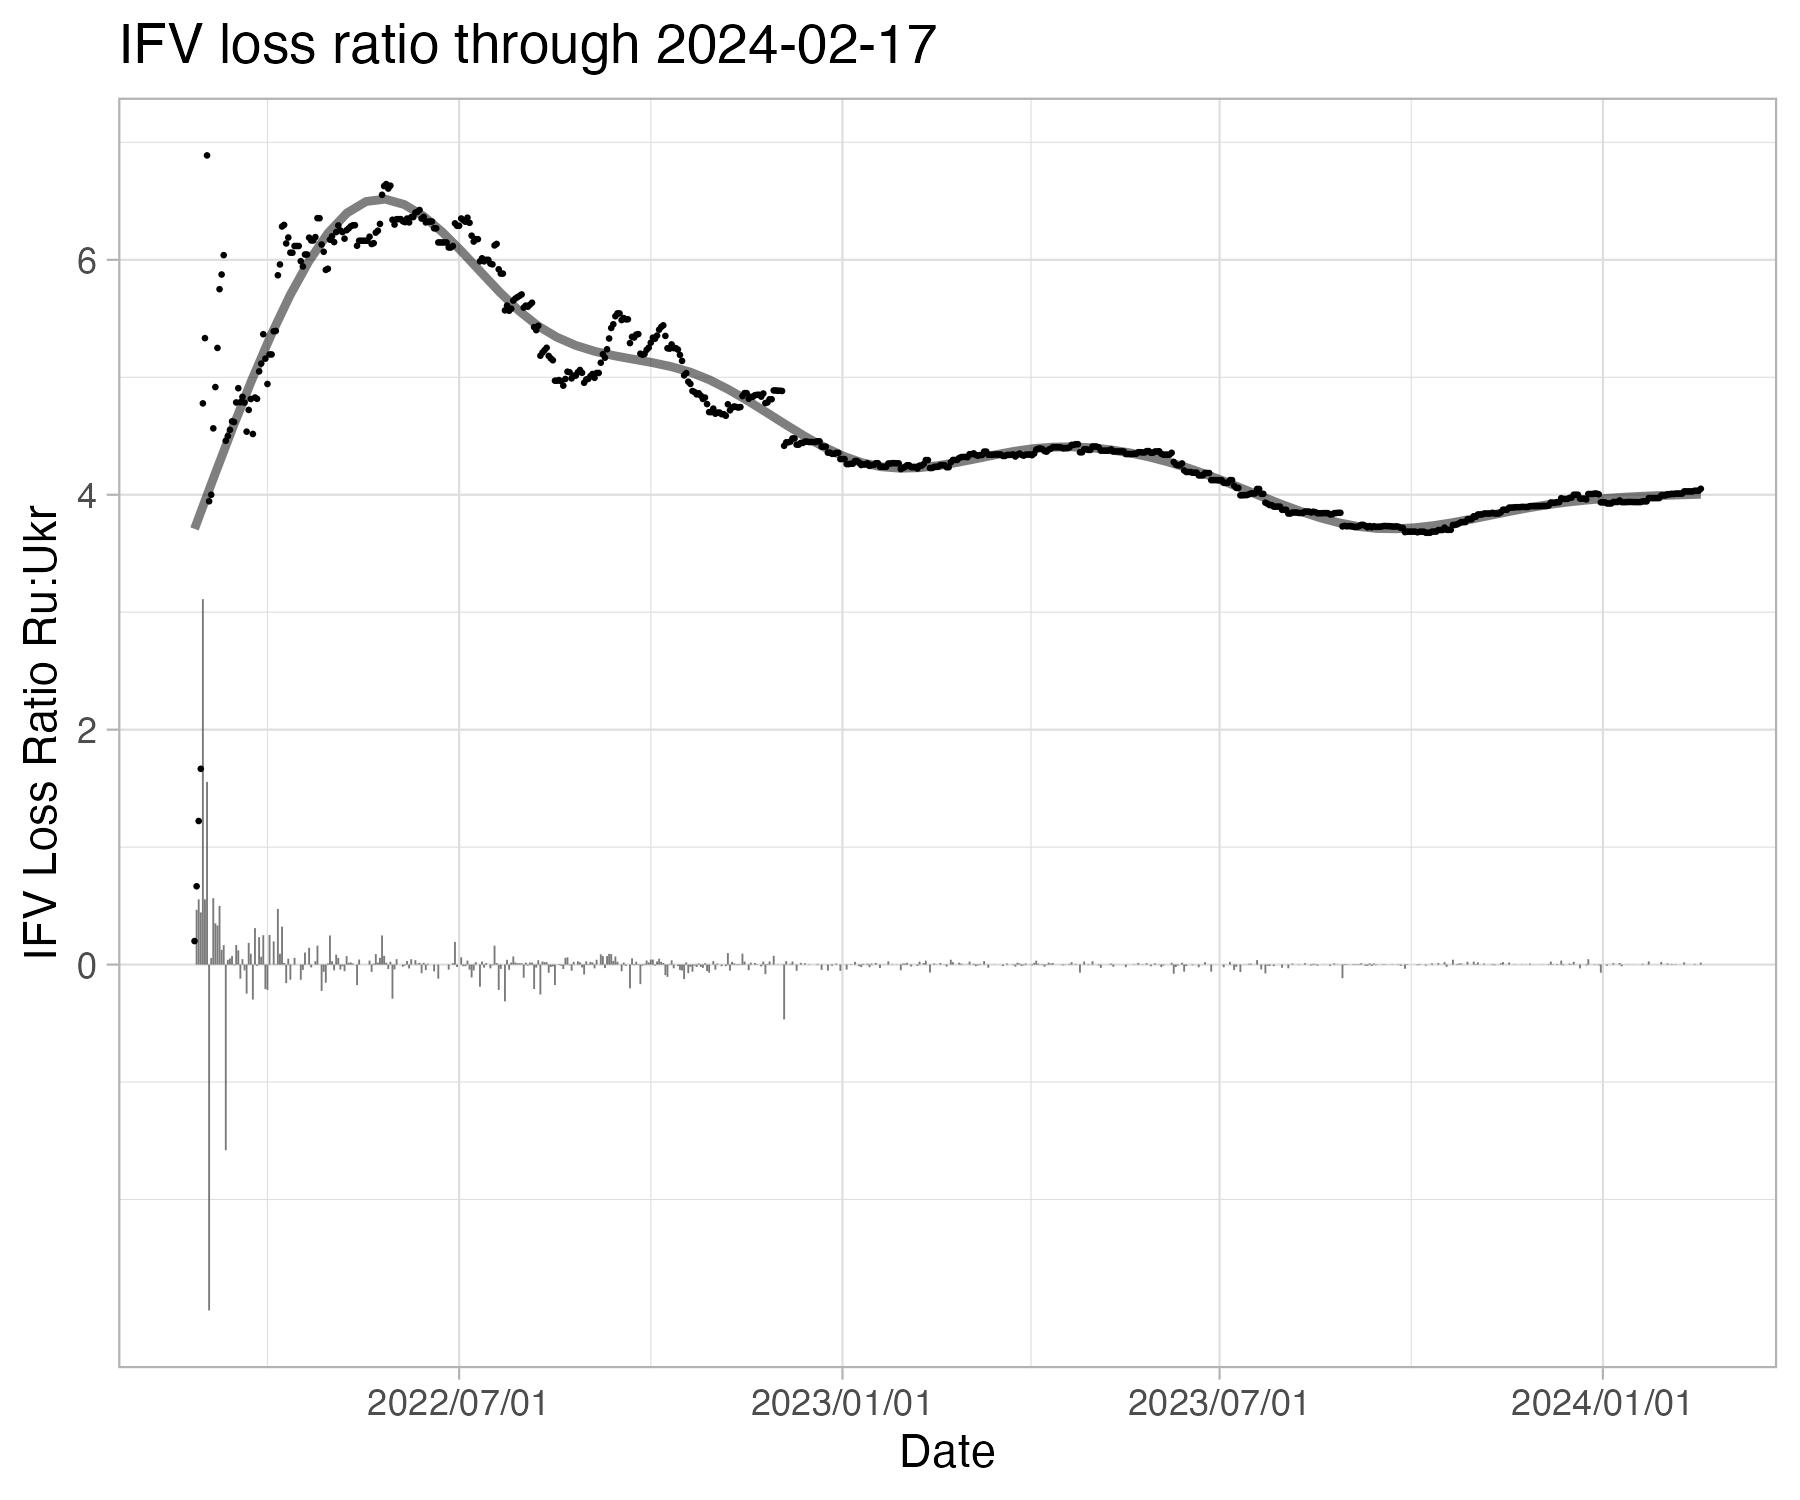 IFV loss ratio through 2024-02-17
IFV Loss Ratio Ru:Ukr
6
4
2
0
2022/07/01
2023/01/01
2023/07/01
2024/01/01
Date